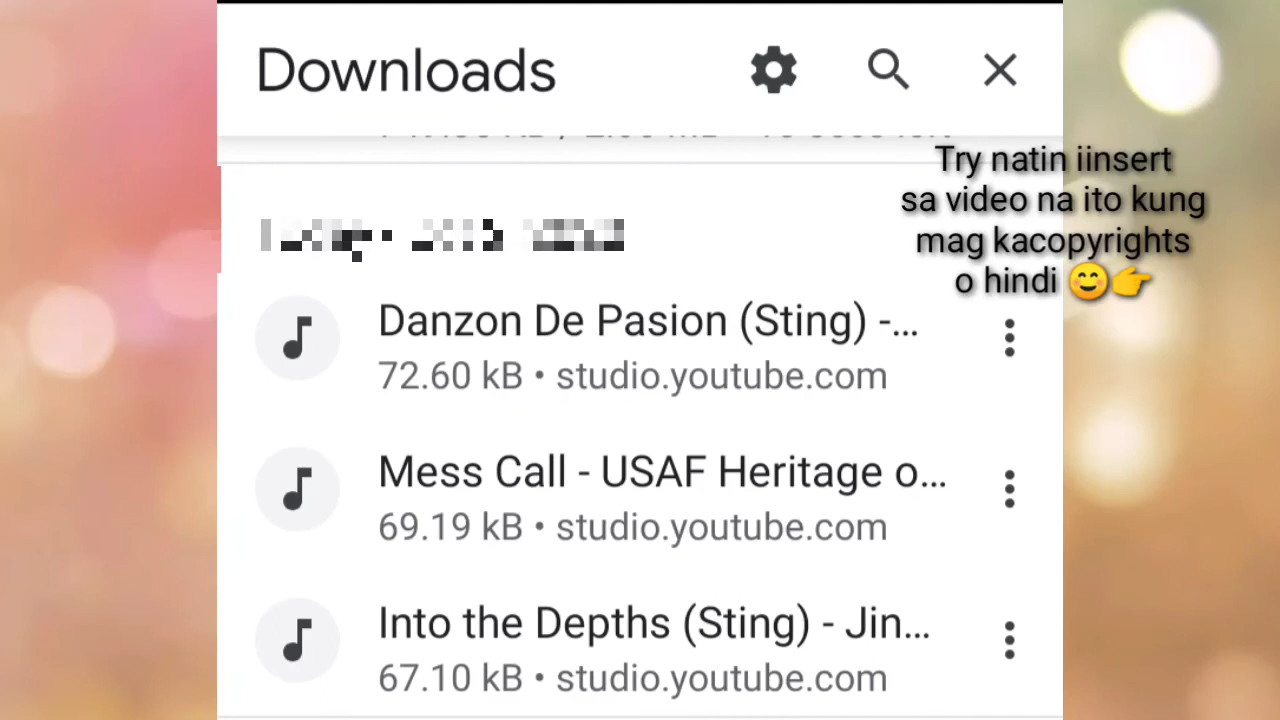 Downloads
Try natin iinsert
sa video na ito kung
mag kacopyrights
o hindi 😊👉
Danzon De Pasion (Sting) -...
72.60 kB • studio.youtube.com
Mess Call - USAF Heritage o...
69.19 kB • studio.youtube.com
Into the Depths (Sting) - Jin...
67.10 kB • studio.youtube.com